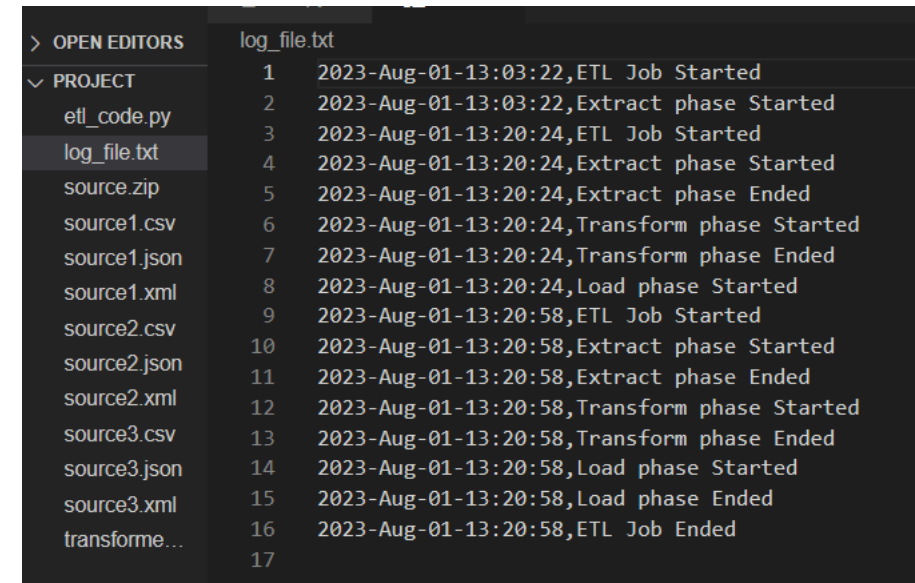 OPEN EDITORS
PROJECT
etl_code.py
log_file.txt
source.zip
source1.csv
source1.json
source1.xml
source2.csv
source2.json
source2.xml
source3.csv
source3.json
source3.xml
transforme...
log_file.txt
1 2023-Aug-01-13:03:22,ETL Job Started
2 2023-Aug-01-13:03:22,Extract phase Started
3 2023-Aug-01-13:20:24,ETL Job Started
4 2023-Aug-01-13:20:24,Extract phase Started
5 2023-Aug-01-13:20:24,Extract phase Ended
6 2023-Aug-01-13:20:24,Transform phase Started
7 2023-Aug-01-13:20:24,Transform phase Ended
8 2023-Aug-01-13:20:24,Load phase Started
9 2023-Aug-01-13:20:58,ETL Job Started
10 2023-Aug-01-13:20:58,Extract phase Started
11 2023-Aug-01-13:20:58,Extract phase Ended
12 2023-Aug-01-13:20:58,Transform phase Started
13 2023-Aug-01-13:20:58,Transform phase Ended
14 2023-Aug-01-13:20:58,Load phase Started
15 2023-Aug-01-13:20:58,Load phase Ended
16 2023-Aug-01-13:20:58,ETL Job Ended
17